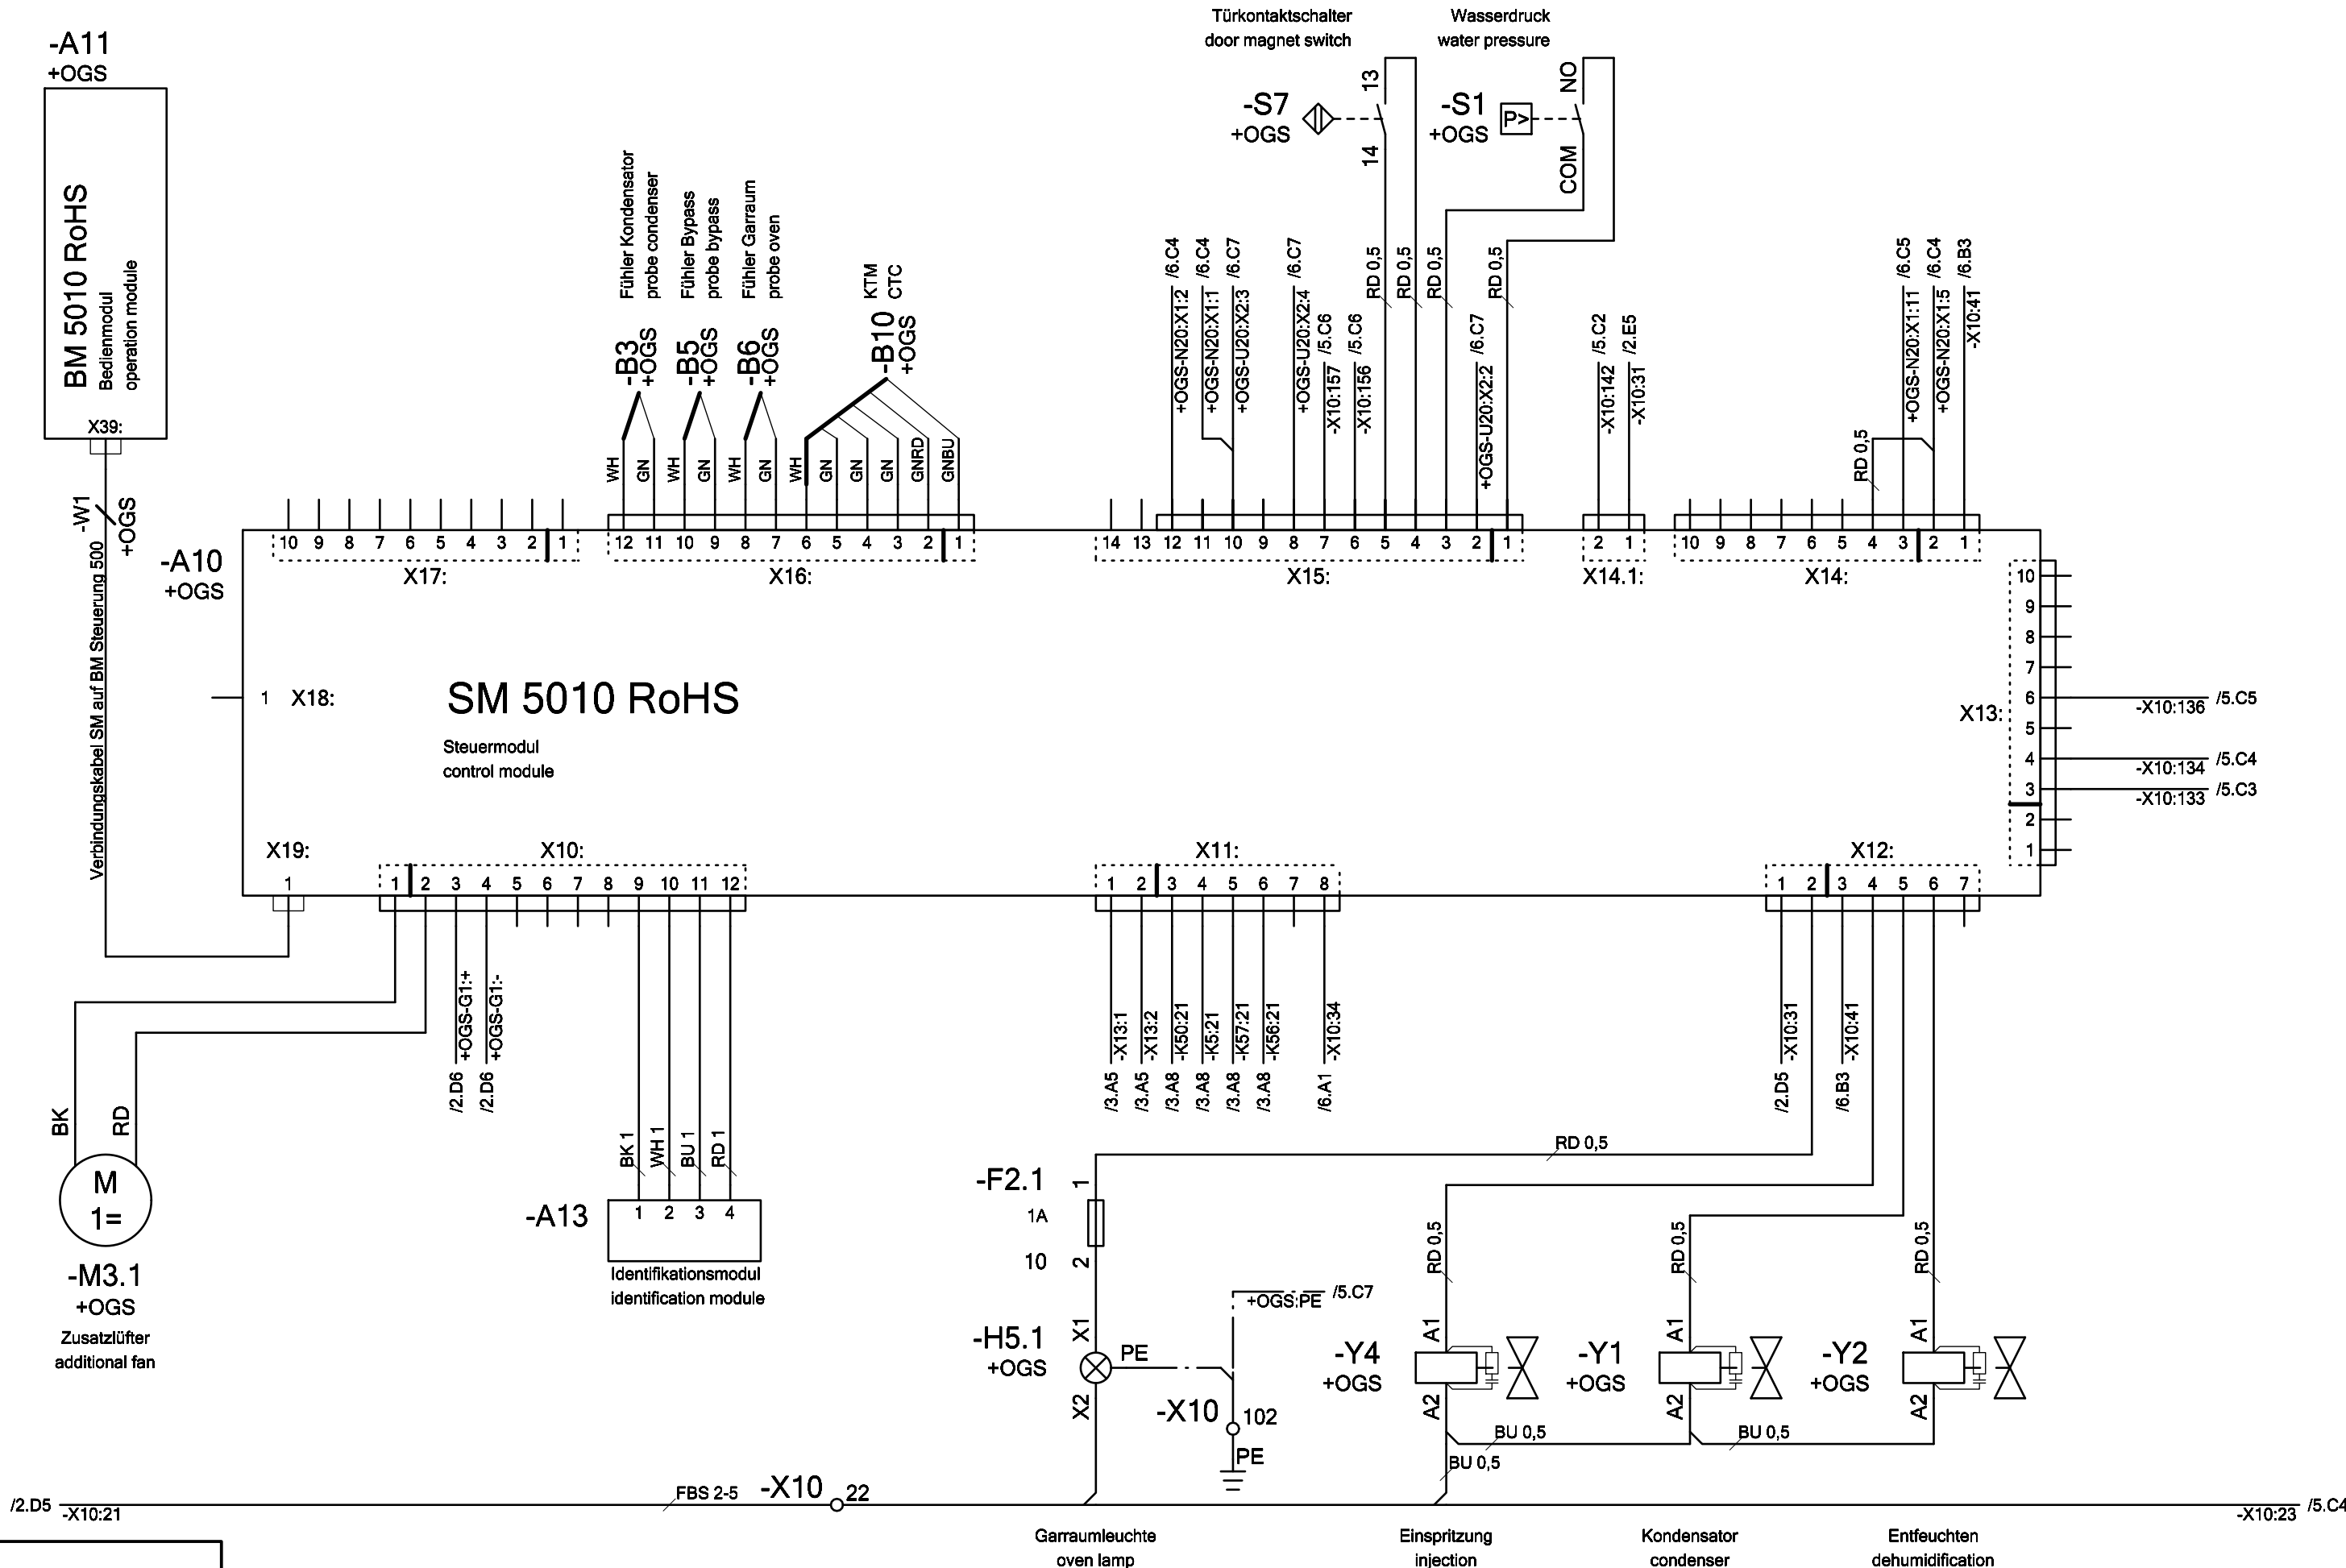 Türkontaktschalter
door magnet switch
Wasserdruck
water pressure
-A11
+OGS
BM 5010 RoHS
Bedienmodul
operation module
X39:
-W1
+OGS
Verbindungskabel SM auf BM Steuerung 500
-S7
+OGS
13
14
-S1
+OGS
P>
NO
COM
Fühler Kondensator
probe condenser
Fühler Bypass
probe bypass
Fühler Garraum
probe oven
KTM
CTC
-B3
+OGS
-B5
+OGS
-B6
+OGS
-B10
+OGS
WH
GN
WH
GN
WH
GN
WH
GN
GN
GN
GNRD
GNBU
/6.C4
+OGS-N20:X1:2
/6.C4
+OGS-N20:X1:1
/6.C7
+OGS-U20:X2:3
/6.C7
+OGS-U20:X2:4
/5.C6
-X10:157
/5.C6
-X10:156
RD 0,5
RD 0,5
RD 0,5
/6.C7
+OGS-U20:X2:2
RD 0,5
/5.C2
-X10:142
/2.E5
-X10:31
RD 0,5
/6.C5
+OGS-N20:X1:11
/6.C4
+OGS-N20:X1:5
/6.B3
-X10:41
-A10
+OGS
10 9 8 7 6 5 4 3 2 1
X17:
12 11 10 9 8 7 6 5 4 3 2 1
X16:
14 13 12 11 10 9 8 7 6 5 4 3 2 1
X15:
2 1
X14.1:
10 9 8 7 6 5 4 3 2 1
X14:
1 X18:
SM 5010 RoHS
Steuermodul
control module
X13:
10
9
8
7
6
5
4
3
2
1
-X10:136 /5.C5
-X10:134 /5.C4
-X10:133 /5.C3
X19:
1
X10:
1 2 3 4 5 6 7 8 9 10 11 12
X11:
1 2 3 4 5 6 7 8
X12:
1 2 3 4 5 6 7
/2.D6
+OGS-G1:+
/2.D6
+OGS-G1:-
/3.A5
-X13:1
/3.A5
-X13:2
/3.A8
-K50:21
/3.A8
-K5:21
/3.A8
-K57:21
/3.A8
-K56:21
/6.A1
-X10:34
/2.D5
-X10:31
/6.B3
-X10:41
BK
RD
M
1=
-M3.1
+OGS
Zusatzlüfter
additional fan
BK 1
WH 1
BU 1
RD 1
-A13
1 2 3 4
Identifikationsmodul
identification module
RD 0,5
-F2.1
1A
10
1
2
-H5.1
+OGS
X1
X2
PE
+OGS:PE /5.C7
-X10 102
PE
RD 0,5
RD 0,5
RD 0,5
-Y4
+OGS
A1
A2
-Y1
+OGS
A1
A2
-Y2
+OGS
A1
A2
BU 0,5
BU 0,5
BU 0,5
/2.D5
-X10:21
FBS 2-5
-X10 22
-X10:23
/5.C4
Garraumleuchte
oven lamp
Einspritzung
injection
Kondensator
condenser
Entfeuchten
dehumidification